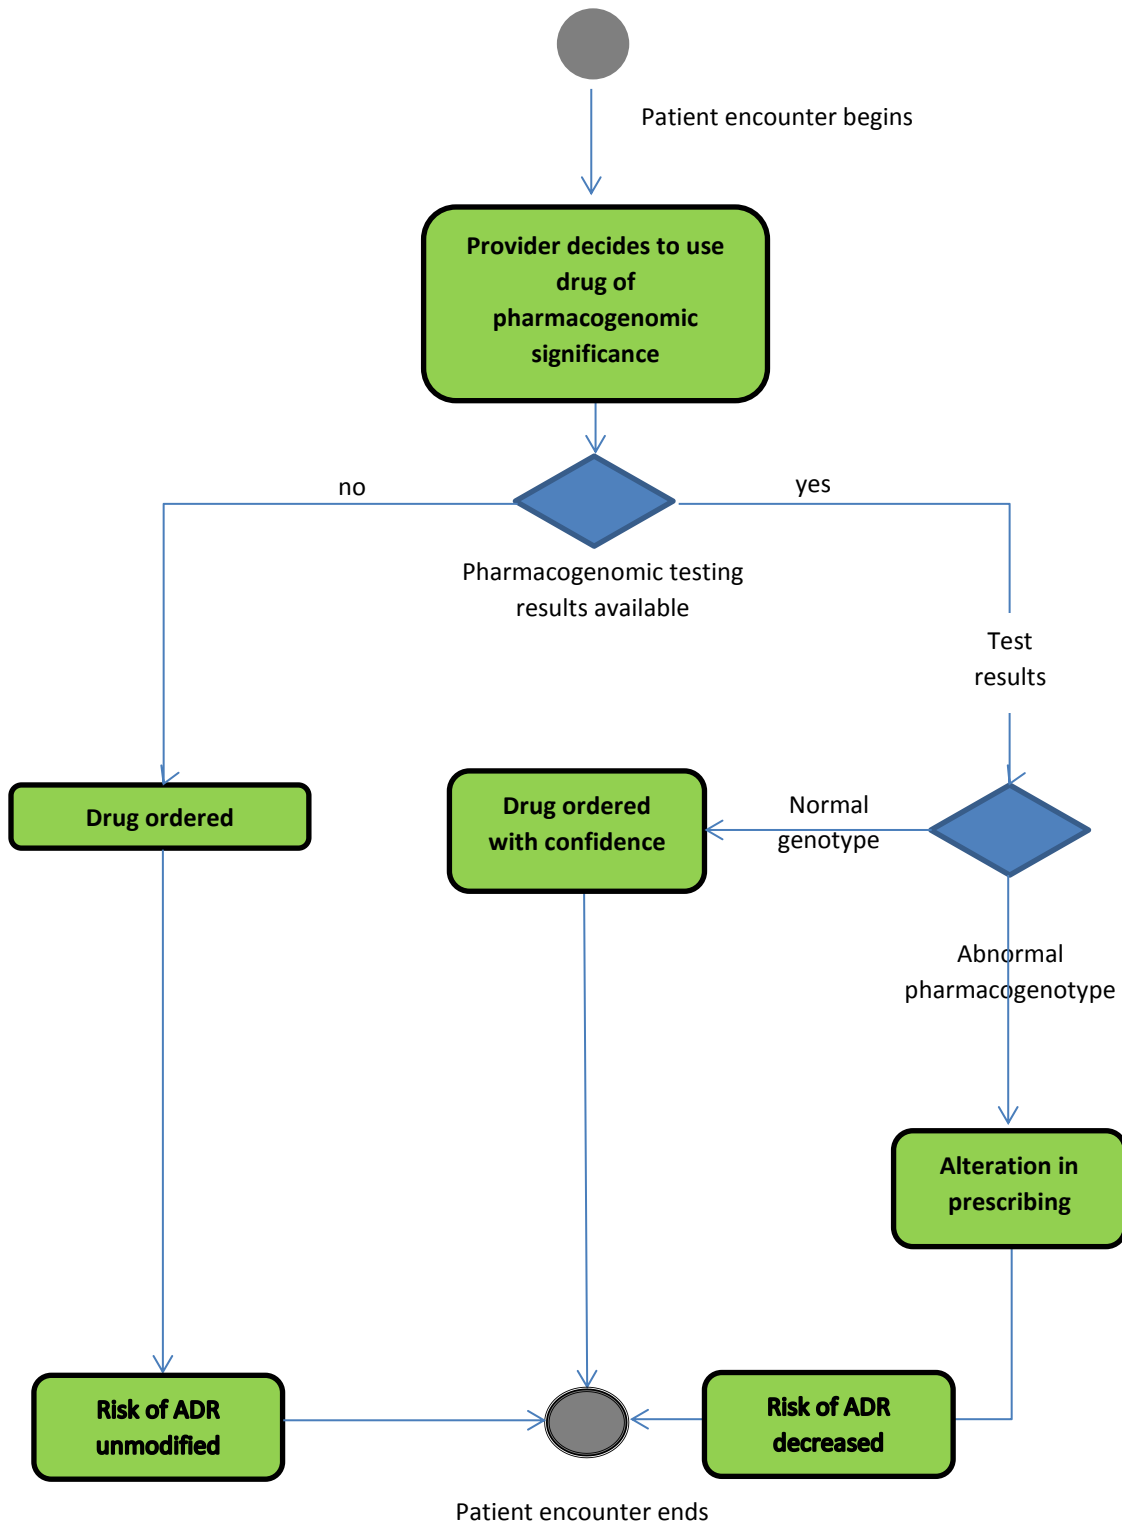 Patient encounter begins
Provider decides to use
drug of
pharmacogenomic
significance
no
yes
Pharmacogenomic testing
results available
Test
results
Drug ordered
Drug ordered
with confidence
Normal
genotype
Abnormal
pharmacogenotype
Alteration in
prescribing
Risk of ADR
unmodified
Risk of ADR
decreased
Patient encounter ends